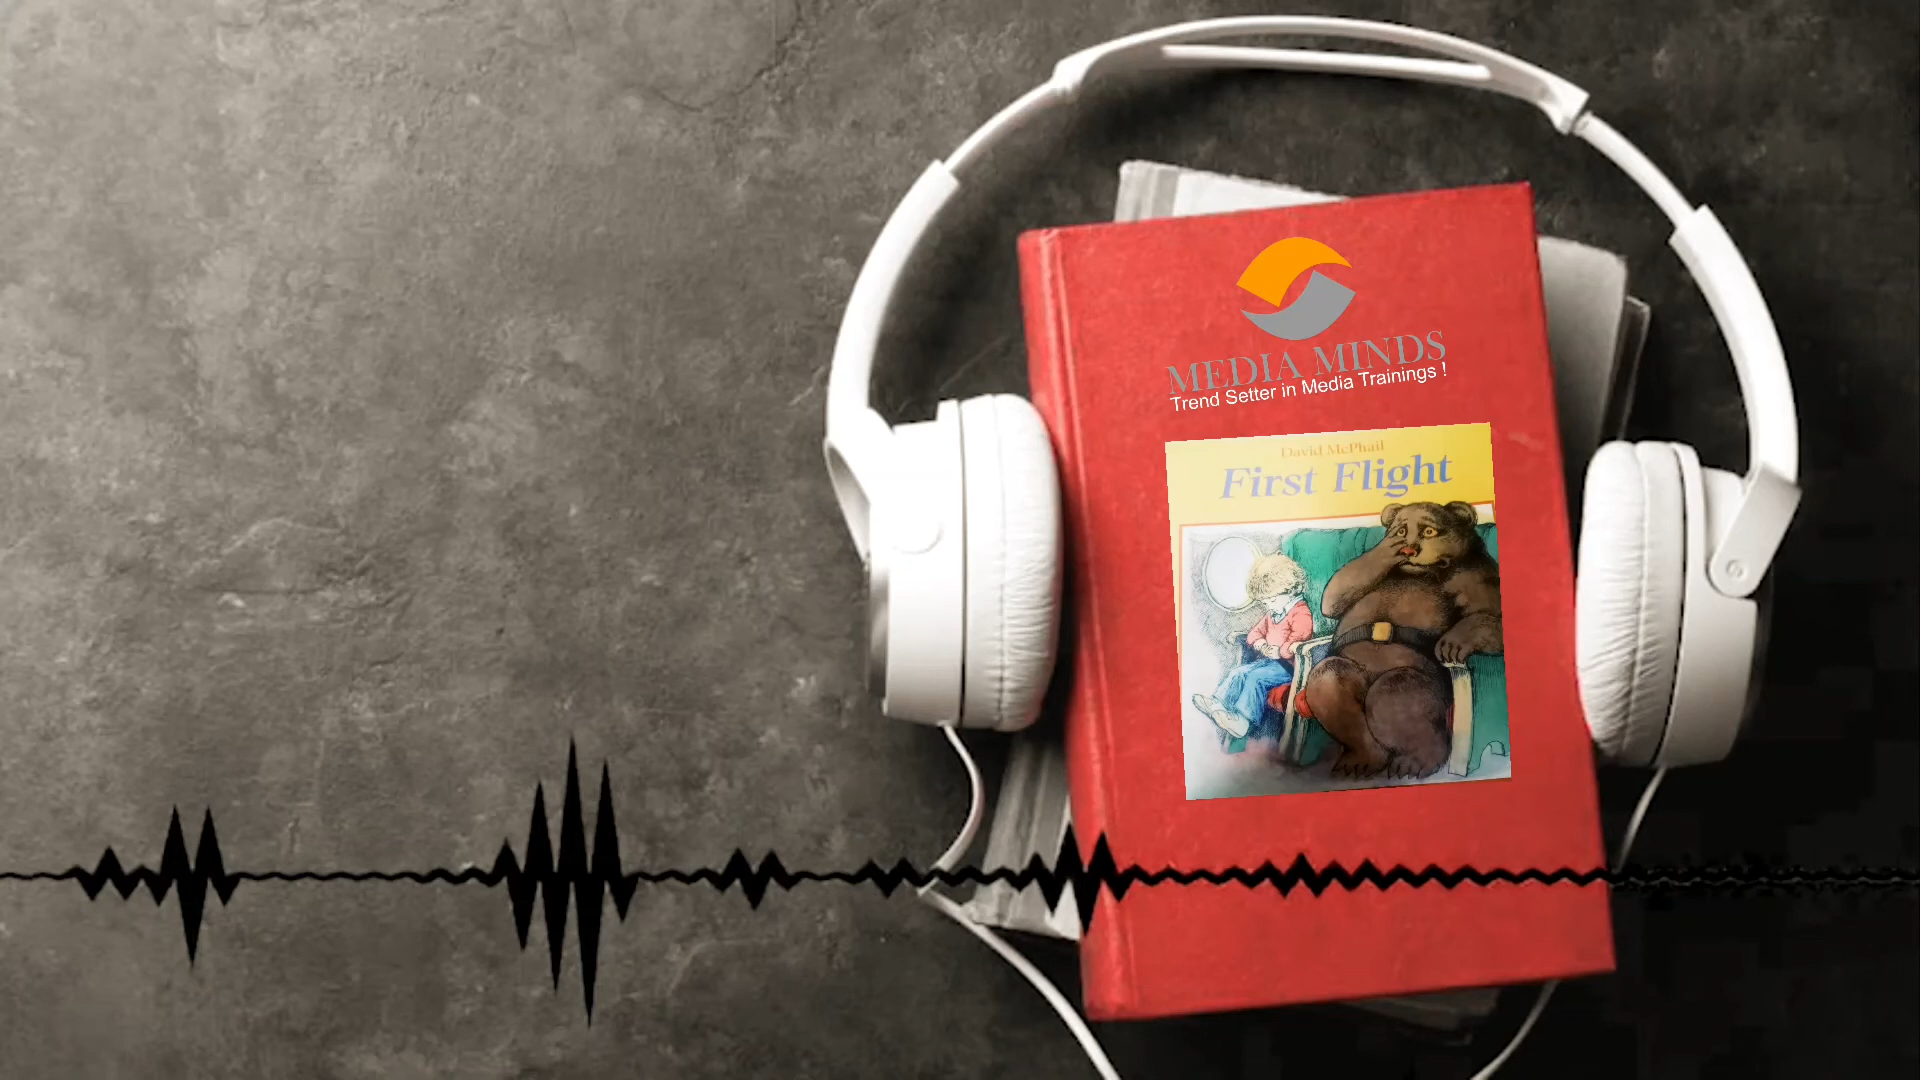 MEDIA MINDS
Trend Setter in Media Trainings !
David McPhail
First Flight